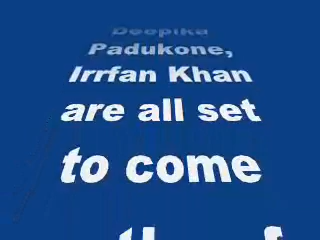 Deepika
Padukone,
Irrfan Khan
are all set
to come